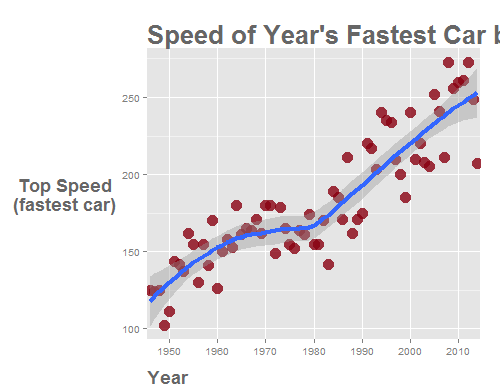 Speed of Year's Fastest Car b
250
200
150
100
Top Speed
(fastest car)
1950 1960 1970 1980 1990 2000 2010
Year